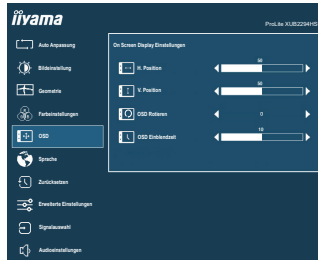 iiyama
ProLite XUB2294HS
Auto Anpassung
Bildeinstellung
Geometrie
Farbeinstellungen
OSD
Sprache
Zurücksetzen
Erweiterte Einstellungen
Signalauswahl
Audioeinstellungen
On Screen Display Einstellungen
H. Position
50
V. Position
50
OSD Rotieren
0
OSD Einblendzeit
10